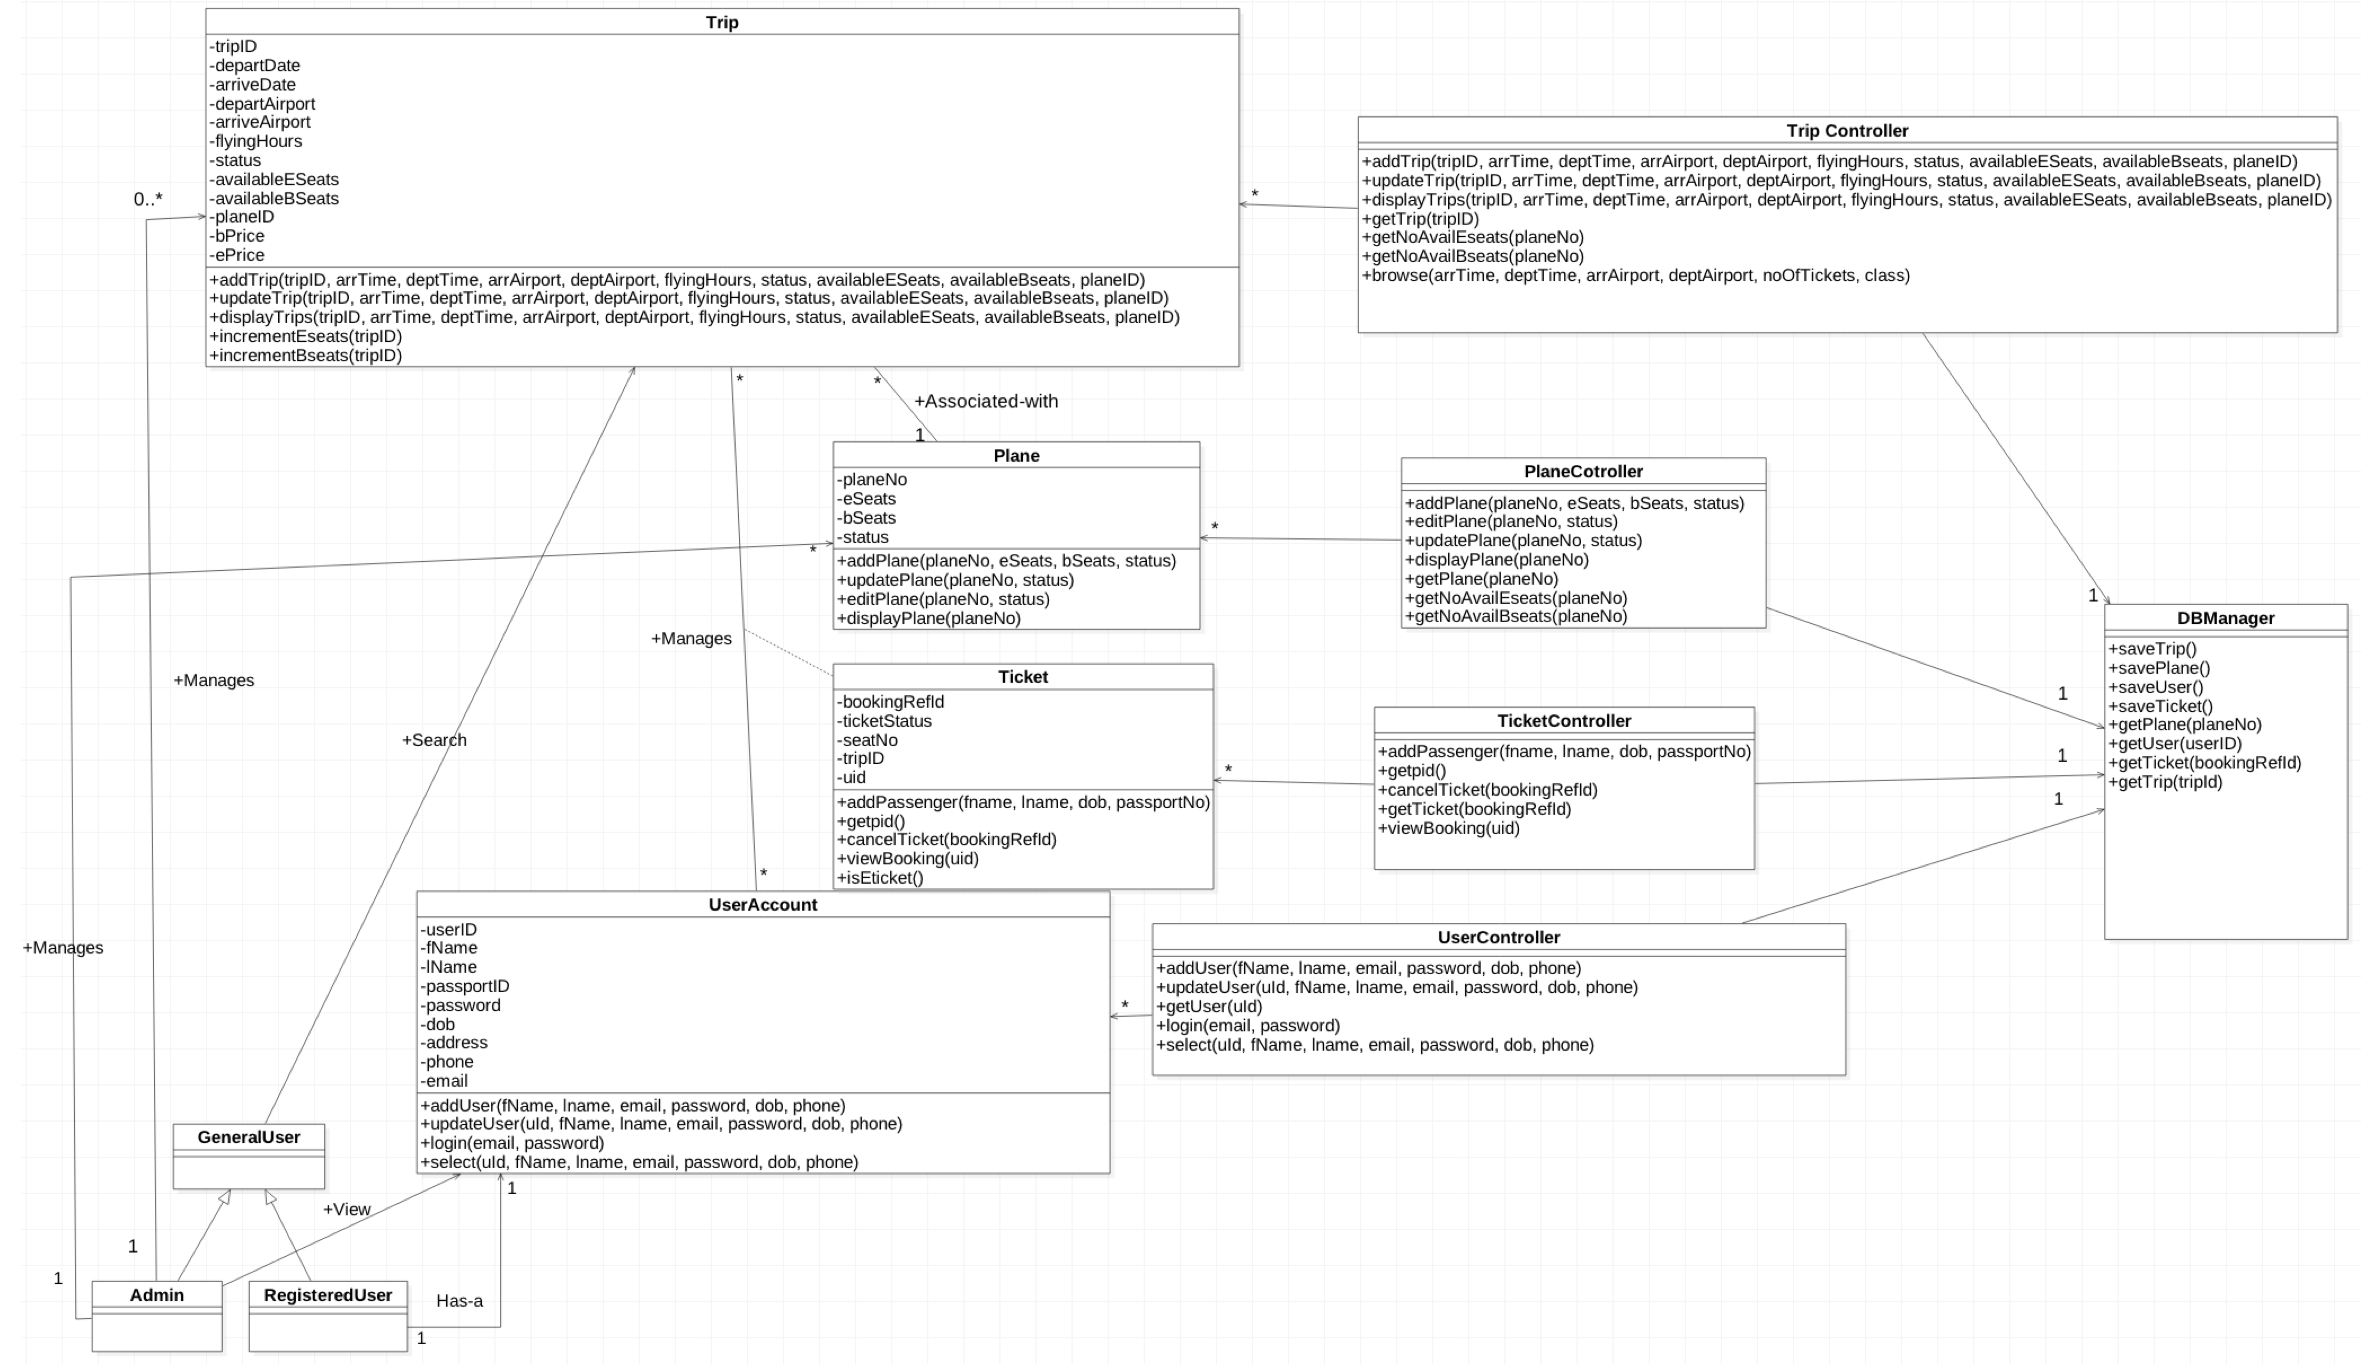 Trip
-tripID
-departDate
-arriveDate
-departAirport
-arriveAirport
-flyingHours
-status
-availableESeats
-availableBSeats
-planeID
-bPrice
-ePrice
+addTrip(tripID, arrTime, deptTime, arrAirport, deptAirport, flyingHours, status, availableESeats, availableBseats, planeID)
+updateTrip(tripID, arrTime, deptTime, arrAirport, deptAirport, flyingHours, status, availableESeats, availableBseats, planeID)
+displayTrips(tripID, arrTime, deptTime, arrAirport, deptAirport, flyingHours, status, availableESeats, availableBseats, planeID)
+incrementEseats(tripID)
+incrementBseats(tripID)
Trip Controller
+addTrip(tripID, arrTime, deptTime, arrAirport, deptAirport, flyingHours, status, availableESeats, availableBseats, planeID)
+updateTrip(tripID, arrTime, deptTime, arrAirport, deptAirport, flyingHours, status, availableESeats, availableBseats, planeID)
+displayTrips(tripID, arrTime, deptTime, arrAirport, deptAirport, flyingHours, status, availableESeats, availableBseats, planeID)
+getTrip(tripID)
+getNoAvailEseats(planeNo)
+getNoAvailBseats(planeNo)
+browse(arrTime, deptTime, arrAirport, deptAirport, noOfTickets, class)
0..*
*
*
*
+Associated-with
1
Plane
-planeNo
-eSeats
-bSeats
-status
+addPlane(planeNo, eSeats, bSeats, status)
+updatePlane(planeNo, status)
+editPlane(planeNo, status)
+displayPlane(planeNo)
*
*
PlaneCotroller
+addPlane(planeNo, eSeats, bSeats, status)
+editPlane(planeNo, status)
+updatePlane(planeNo, status)
+displayPlane(planeNo)
+getPlane(planeNo)
+getNoAvailEseats(planeNo)
+getNoAvailBseats(planeNo)
1
DBManager
+saveTrip()
+savePlane()
+saveUser()
+saveTicket()
+getPlane(planeNo)
+getUser(userID)
+getTicket(bookingRefId)
+getTrip(tripId)
1
1
1
+Manages
+Manages
+Search
+Manages
Ticket
-bookingRefId
-ticketStatus
-seatNo
-tripID
-uid
+addPassenger(fname, lname, dob, passportNo)
+getpid()
+cancelTicket(bookingRefId)
+viewBooking(uid)
+isEticket()
*
TicketController
+addPassenger(fname, lname, dob, passportNo)
+getpid()
+cancelTicket(bookingRefId)
+getTicket(bookingRefId)
+viewBooking(uid)
*
UserAccount
-userID
-fName
-lName
-passportID
-password
-dob
-address
-phone
-email
+addUser(fName, lname, email, password, dob, phone)
+updateUser(uId, fName, lname, email, password, dob, phone)
+login(email, password)
+select(uId, fName, lname, email, password, dob, phone)
*
UserController
+addUser(fName, lname, email, password, dob, phone)
+updateUser(uId, fName, lname, email, password, dob, phone)
+getUser(uId)
+login(email, password)
+select(uId, fName, lname, email, password, dob, phone)
GeneralUser
+View
1
1
1
Admin
RegisteredUser
Has-a
1